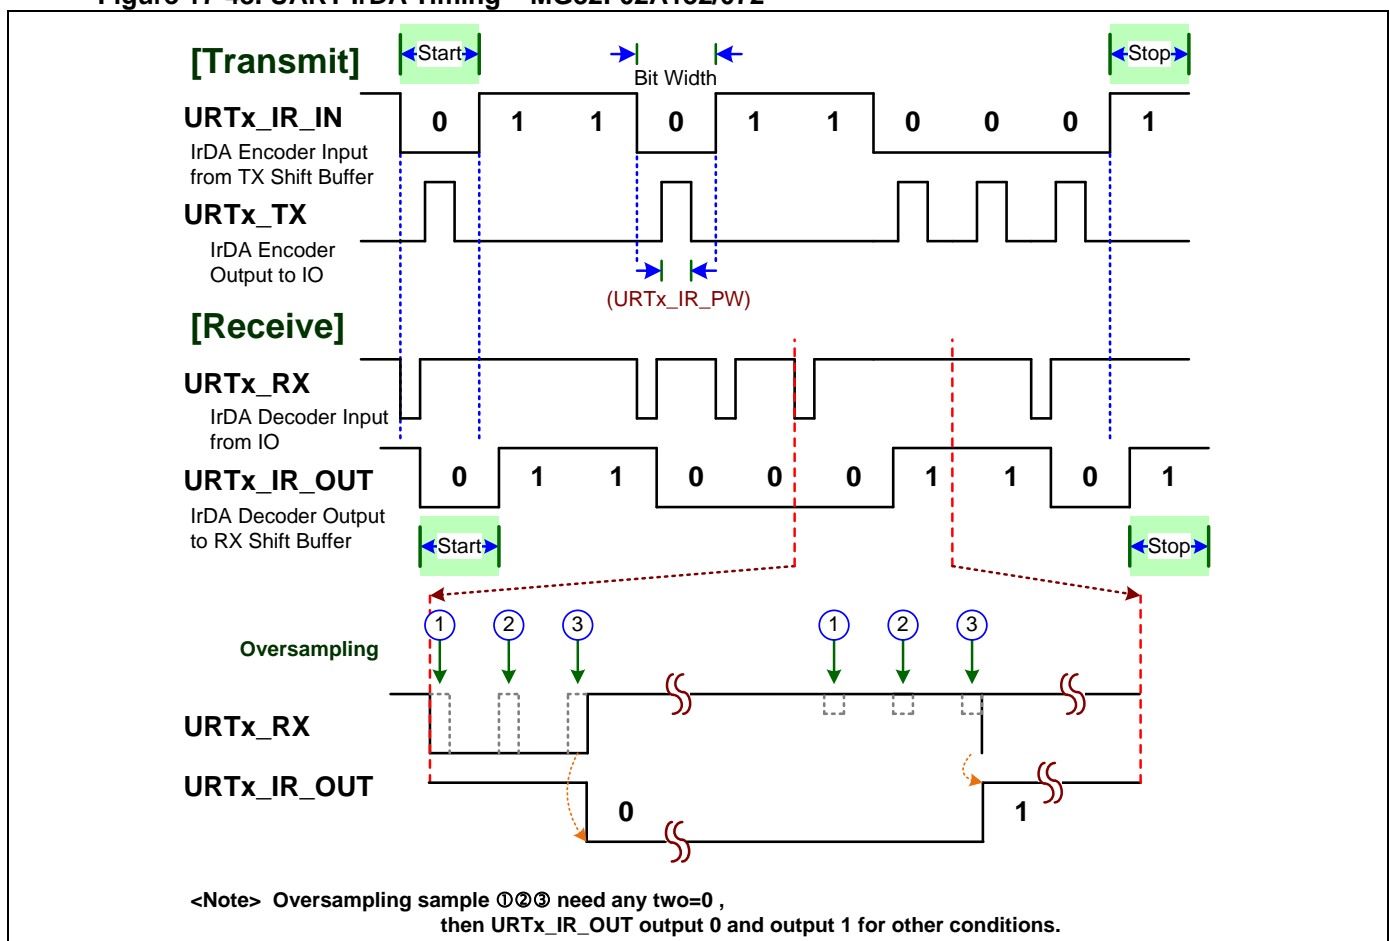 [Transmit]
Start
Bit Width
Stop
URTx_IR_IN
0 1 1 0 1 1 0 0 0 1
IrDA Encoder Input
from TX Shift Buffer
URTx_TX
IrDA Encoder
Output to IO
(URTx_IR_PW)
[Receive]
URTx_RX
IrDA Decoder Input
from IO
URTx_IR_OUT
0 1 1 0 0 0 1 1 0 1
IrDA Decoder Output
to RX Shift Buffer
Start
Stop
1 2 3 1 2 3
Oversampling
URTx_RX
URTx_IR_OUT
0 1
<Note> Oversampling sample ①②③ need any two=0 ,
then URTx_IR_OUT output 0 and output 1 for other conditions.